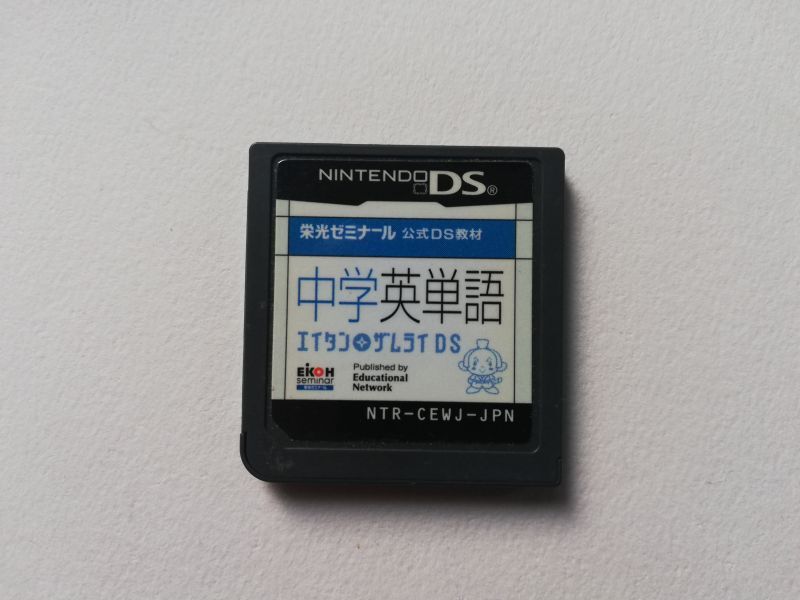 NINTENDO DS®
栄光ゼミナール 公式DS教材
中学英単語
エイタン ザムライDS
EiKOH
seminar
Published by
Educational
Network
NTR-CEWJ-JPN